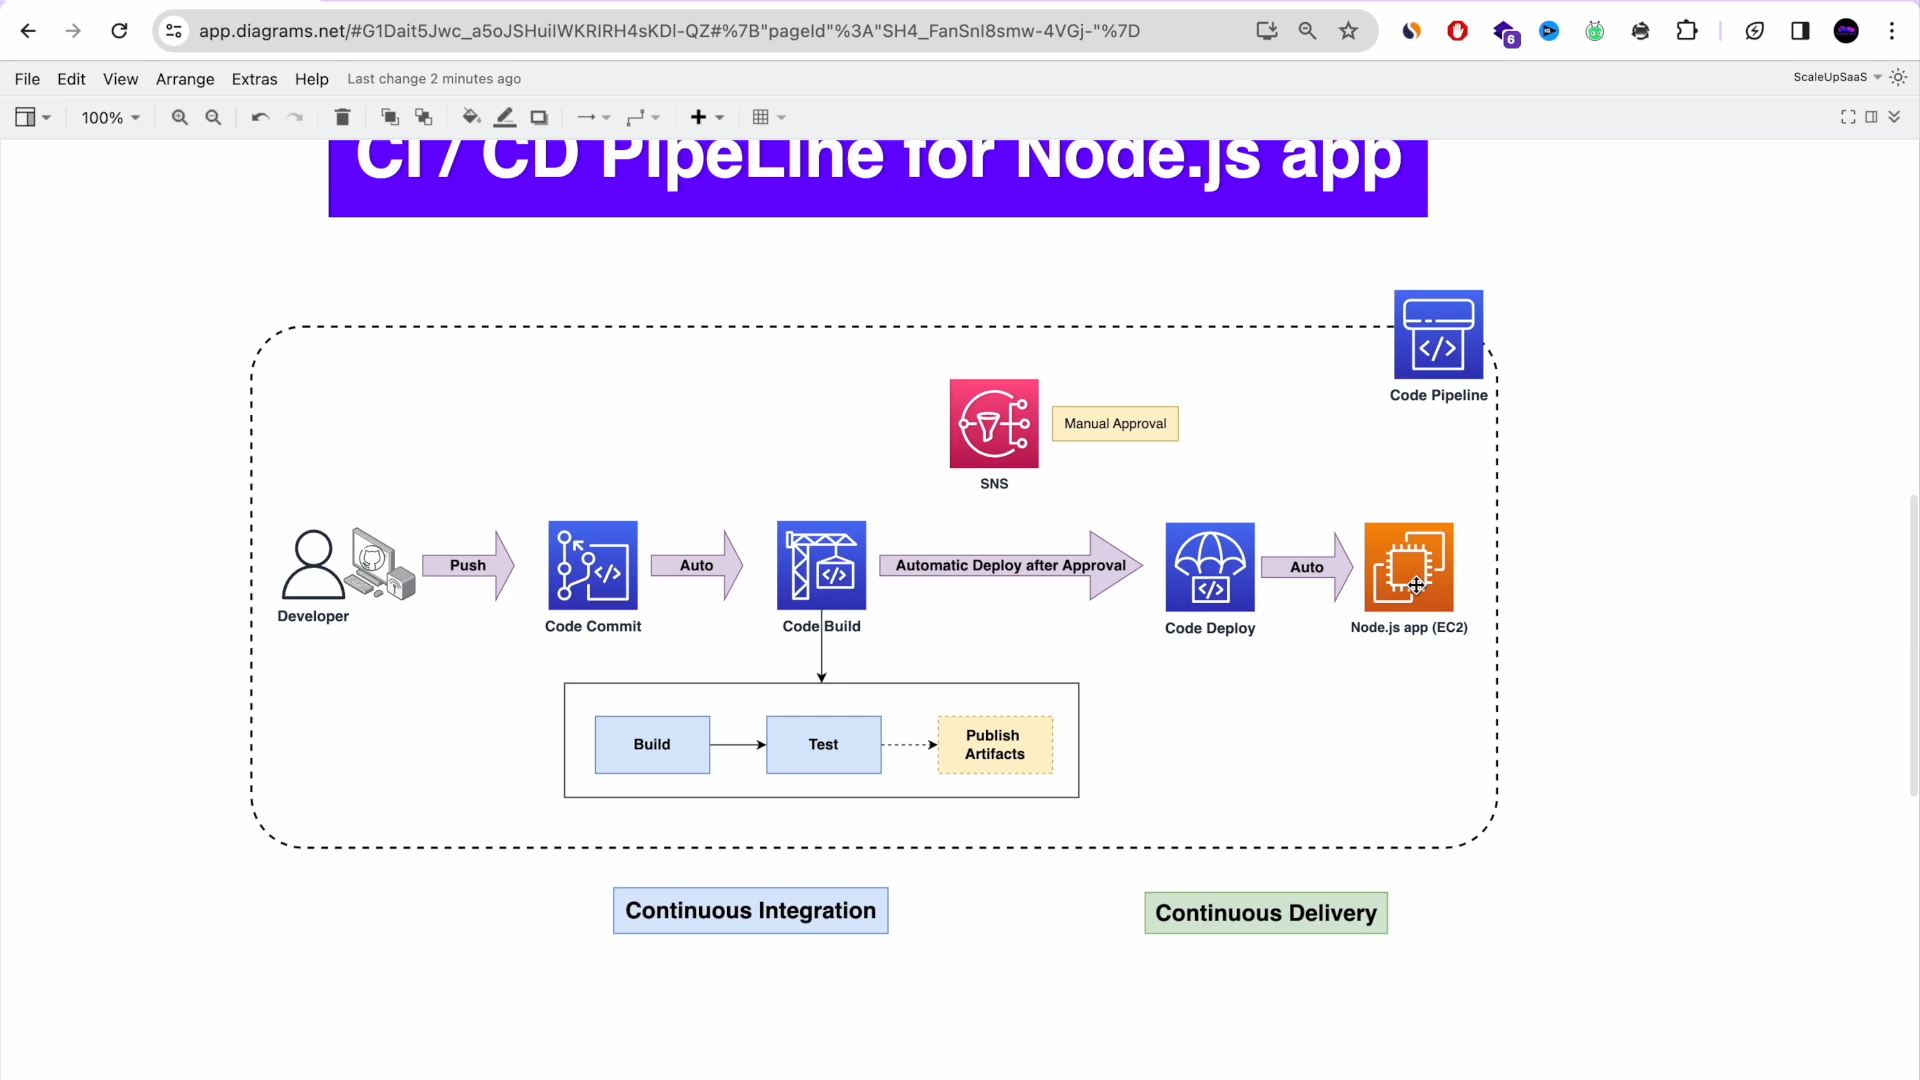 app.diagrams.net/#G1Dait5Jwc_a5oJSHuiIWKRIRH4sKDl-QZ#%7B"pageId"%3A"SH4_FanSnI8smw-4VGj-"%7D
6
File Edit View Arrange Extras Help Last change 2 minutes ago
ScaleUpSaaS
100%
CI / CD PipeLine for Node.js app
Code Pipeline
Manual Approval
SNS
Push
Auto
Automatic Deploy after Approval
Auto
Developer
Code Commit
Code Build
Code Deploy
Node.js app (EC2)
Build
Test
Publish
Artifacts
Continuous Integration
Continuous Delivery